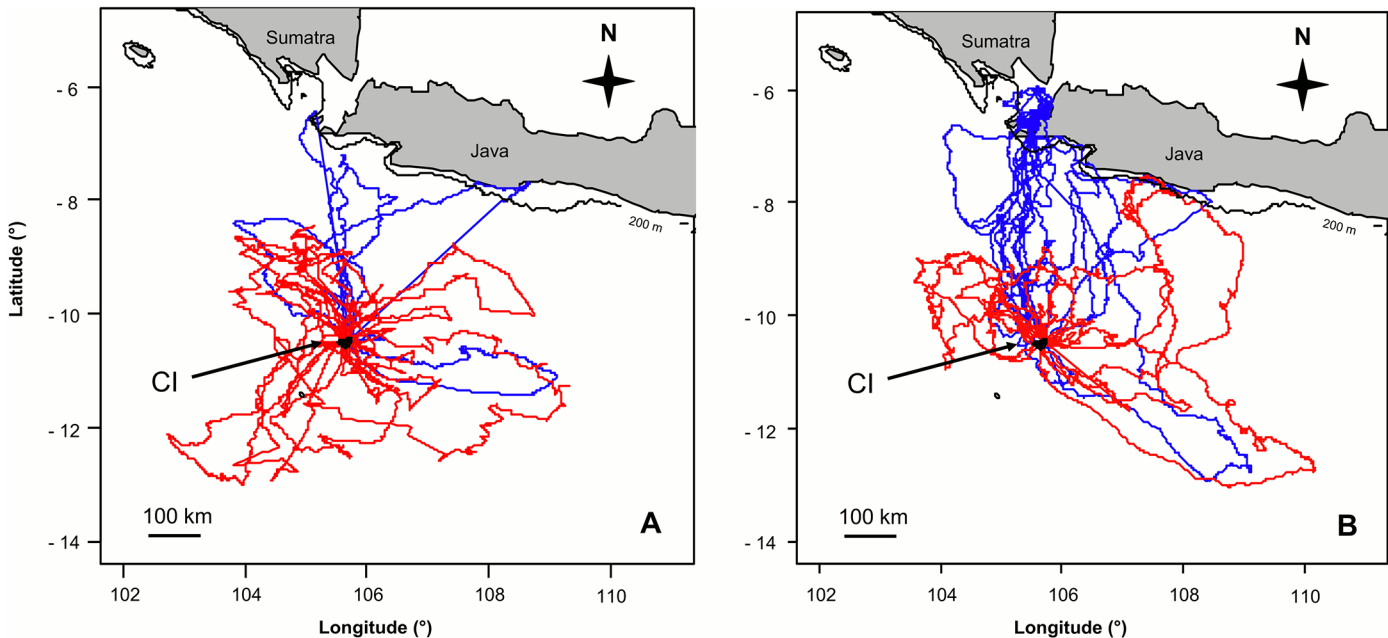 Sumatra
N
Java
200 m
CI
100 km
A
- 6
- 8
- 10
- 12
- 14
Latitude (°)
102
104
106
108
110
Longitude (°)
Sumatra
N
Java
200 m
CI
100 km
B
- 6
- 8
- 10
- 12
- 14
102
104
106
108
110
Longitude (°)